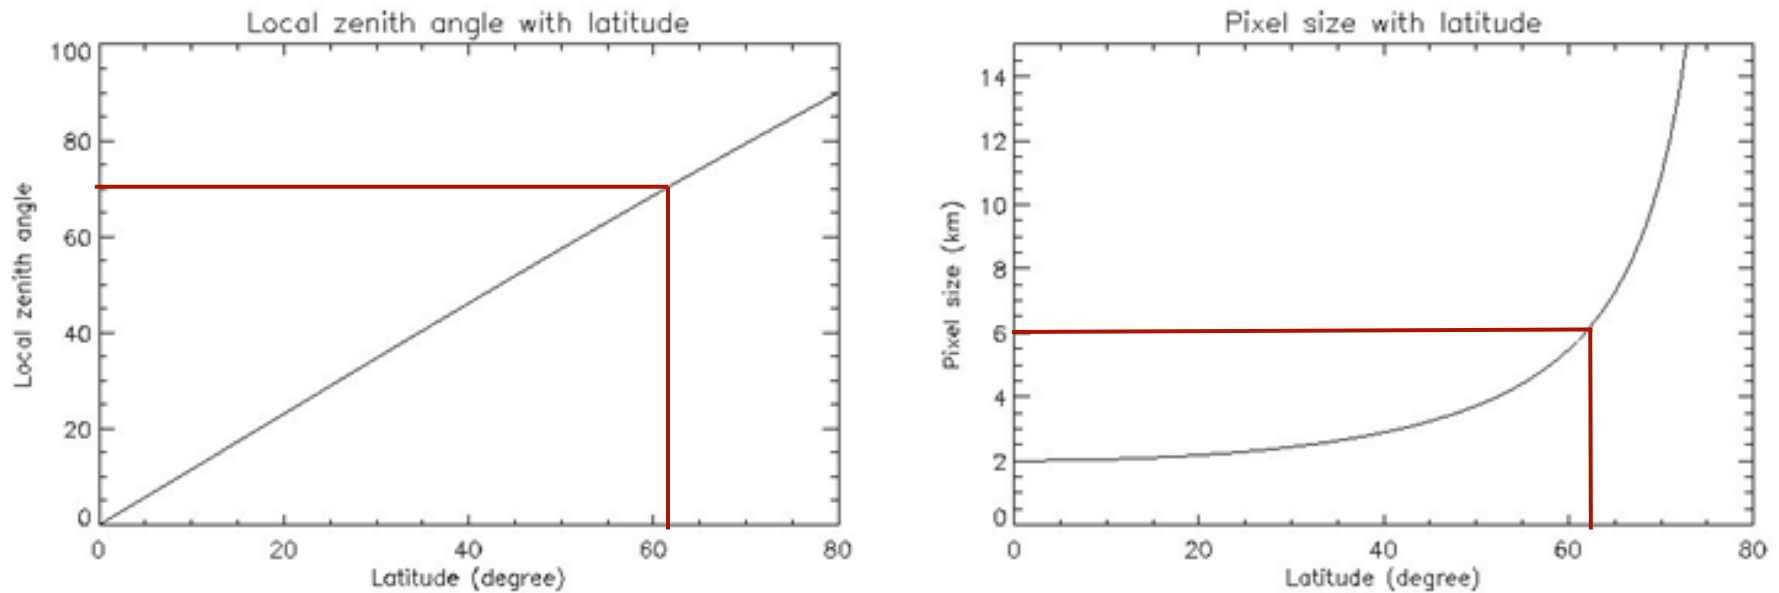 Local zenith angle with latitude
100
80
60
40
20
0
Local zenith angle
0 20 40 60 80
Latitude (degree)
Pixel size with latitude
14
12
10
8
6
4
2
0
Pixel size (km)
0 20 40 60 80
Latitude (degree)